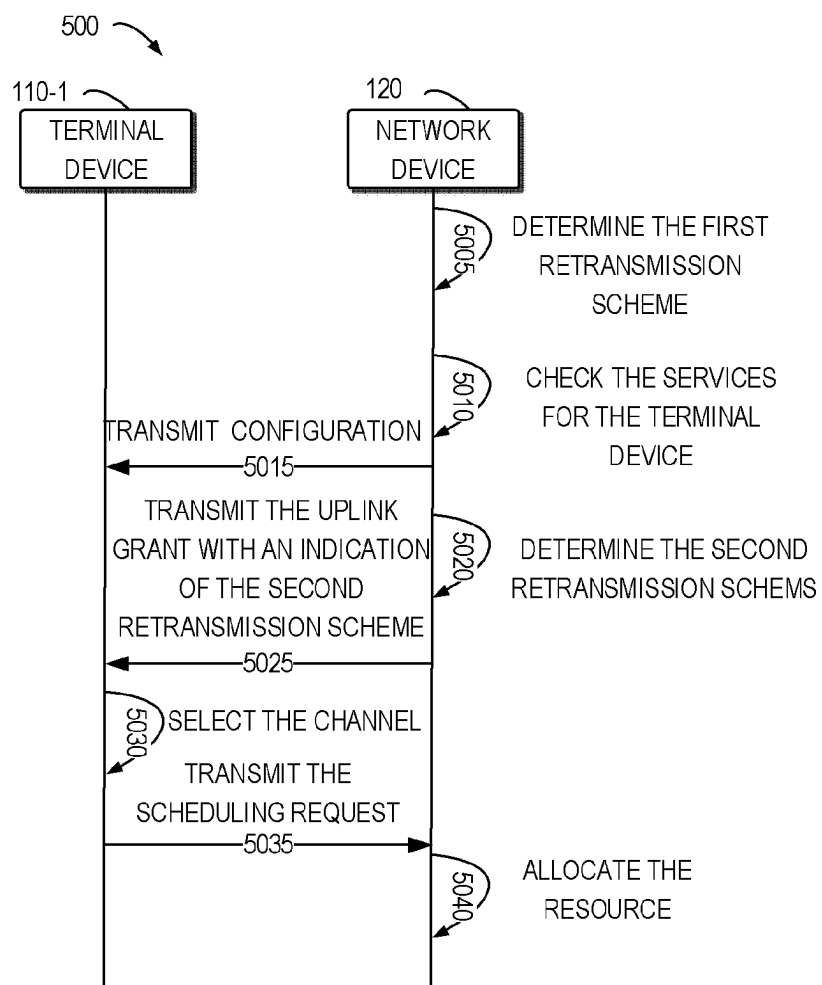 500
110-1
120
TERMINAL
DEVICE
NETWORK
DEVICE
5005
DETERMINE THE FIRST
RETRANSMISSION
SCHEME
5010
CHECK THE SERVICES
FOR THE TERMINAL
DEVICE
TRANSMIT CONFIGURATION
5015
TRANSMIT THE UPLINK
GRANT WITH AN INDICATION
OF THE SECOND
RETRANSMISSION SCHEME
5020
DETERMINE THE SECOND
RETRANSMISSION SCHEMS
5025
5030
SELECT THE CHANNEL
TRANSMIT THE
SCHEDULING REQUEST
5035
5040
ALLOCATE THE
RESOURCE